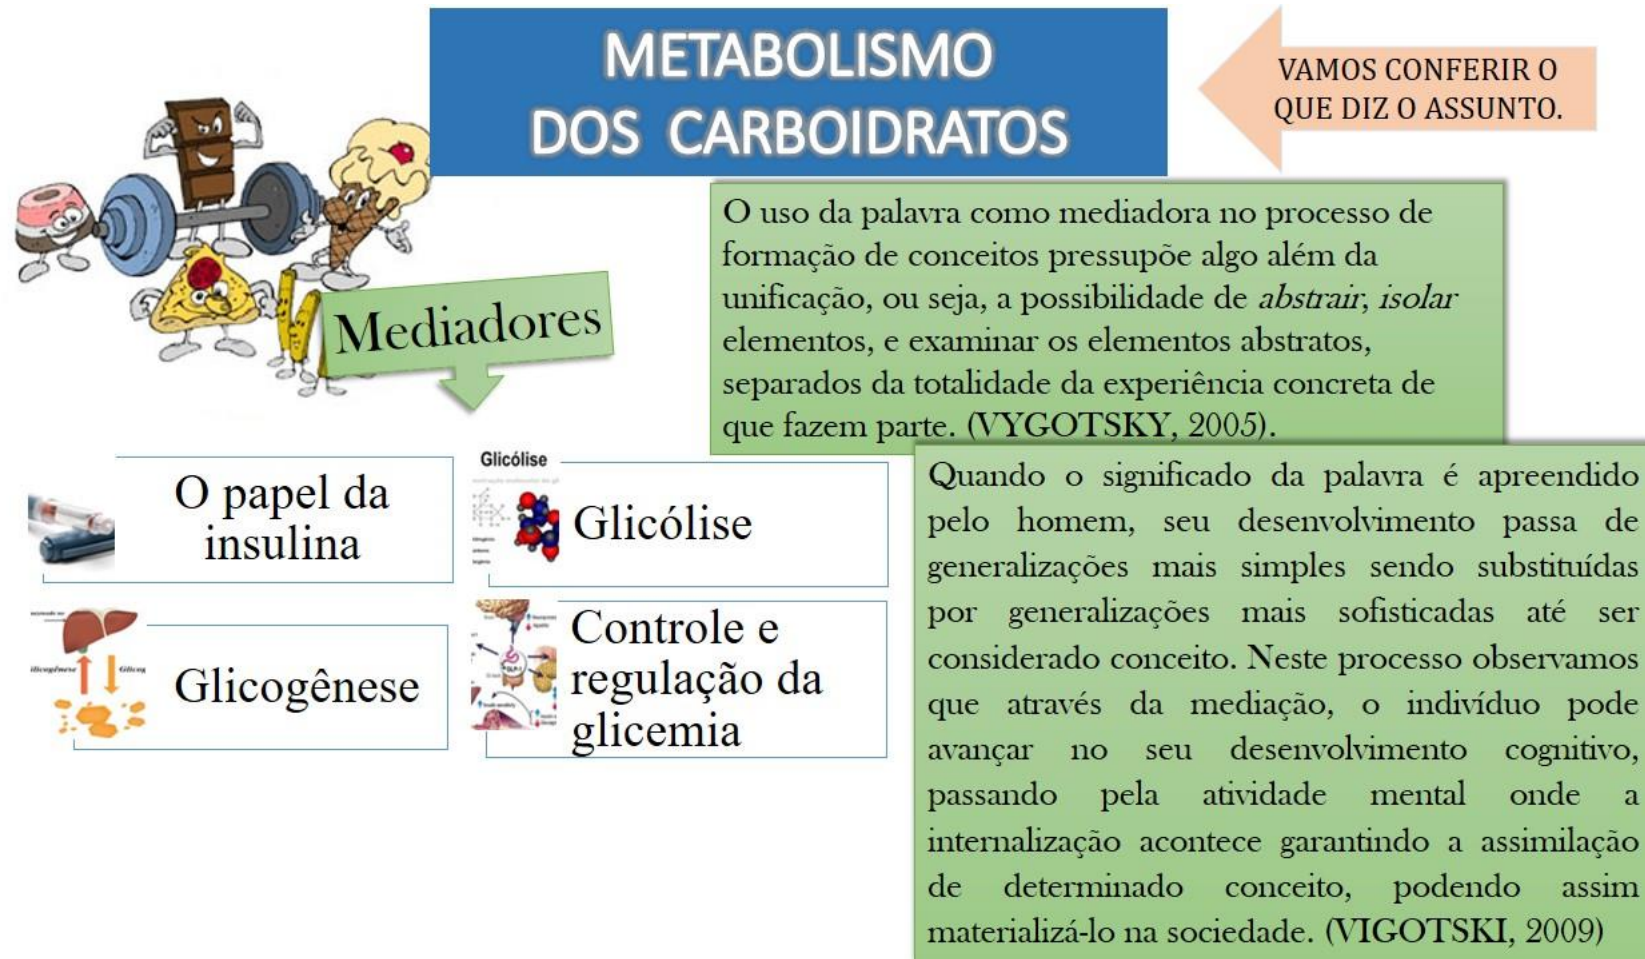 METABOLISMO
DOS CARBOIDRATOS
VAMOS CONFERIR O
QUE DIZ O ASSUNTO.
O uso da palavra como mediadora no processo de
formação de conceitos pressupõe algo além da
unificação, ou seja, a possibilidade de abstrair, isolar
elementos, e examinar os elementos abstratos,
separados da totalidade da experiência concreta de
que fazem parte. (VYGOTSKY, 2005).
Mediadores
O papel da
insulina
Glicólise
Glicólise
Glicogênese
Controle e
regulação da
glicemia
Quando o significado da palavra é apreendido
pelo homem, seu desenvolvimento passa de
generalizações mais simples sendo substituídas
por generalizações mais sofisticadas até ser
considerado conceito. Neste processo observamos
que através da mediação, o indivíduo pode
avançar no seu desenvolvimento cognitivo,
passando pela atividade mental onde a
internalização acontece garantindo a assimilação
de determinado conceito, podendo assim
materializá-lo na sociedade. (VIGOTSKI, 2009)